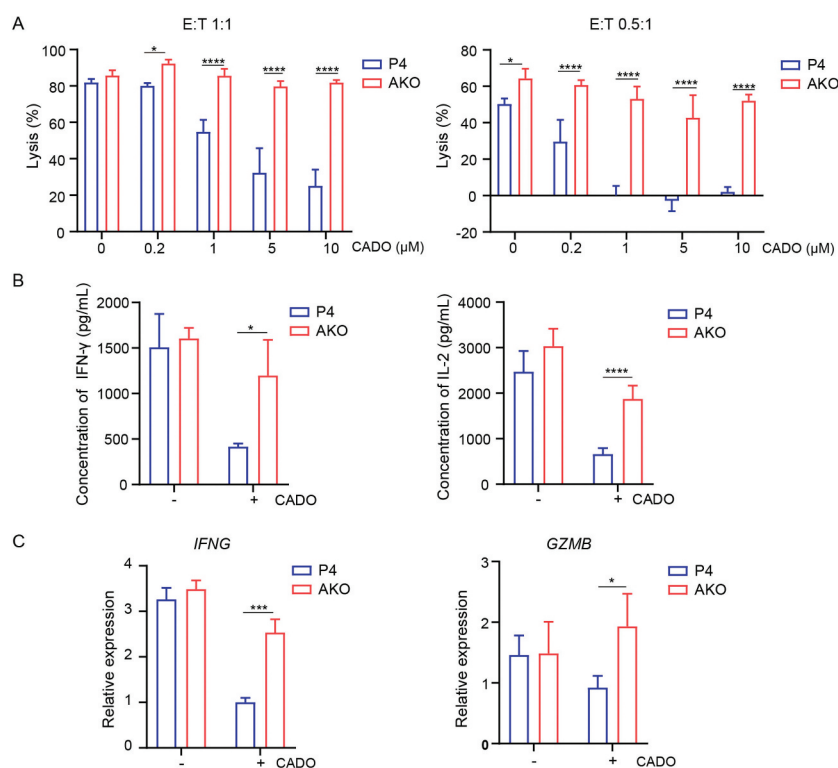 A
E:T 1:1
Lysis (%)
100
80
60
40
20
0
*
****
****
****
P4
AKO
0 0.2 1 5 10 CADO (μM)
E:T 0.5:1
Lysis (%)
80
60
40
20
0
-20
*
****
****
****
****
P4
AKO
0 0.2 1 5 10 CADO (μM)
B
Concentration of IFN-γ (pg/mL)
2000
1500
1000
500
0
*
P4
AKO
- + CADO
Concentration of IL-2 (pg/mL)
4000
3000
2000
1000
0
****
P4
AKO
- + CADO
C
IFNG
Relative expression
4
3
2
1
0
***
P4
AKO
- + CADO
GZMB
Relative expression
3
2
1
0
*
P4
AKO
- + CADO